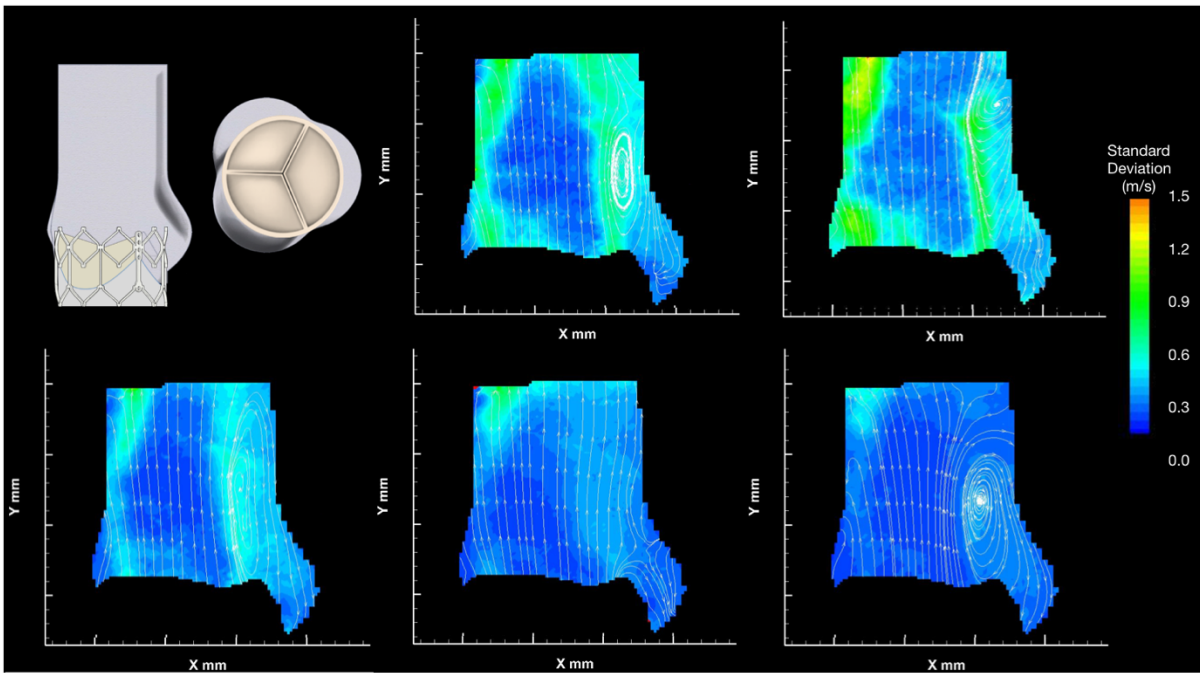 Y mm
X mm
Y mm
X mm
Standard
Deviation
(m/s)
1.5
1.2
0.9
0.6
0.3
0.0
Y mm
X mm
Y mm
X mm
Y mm
X mm